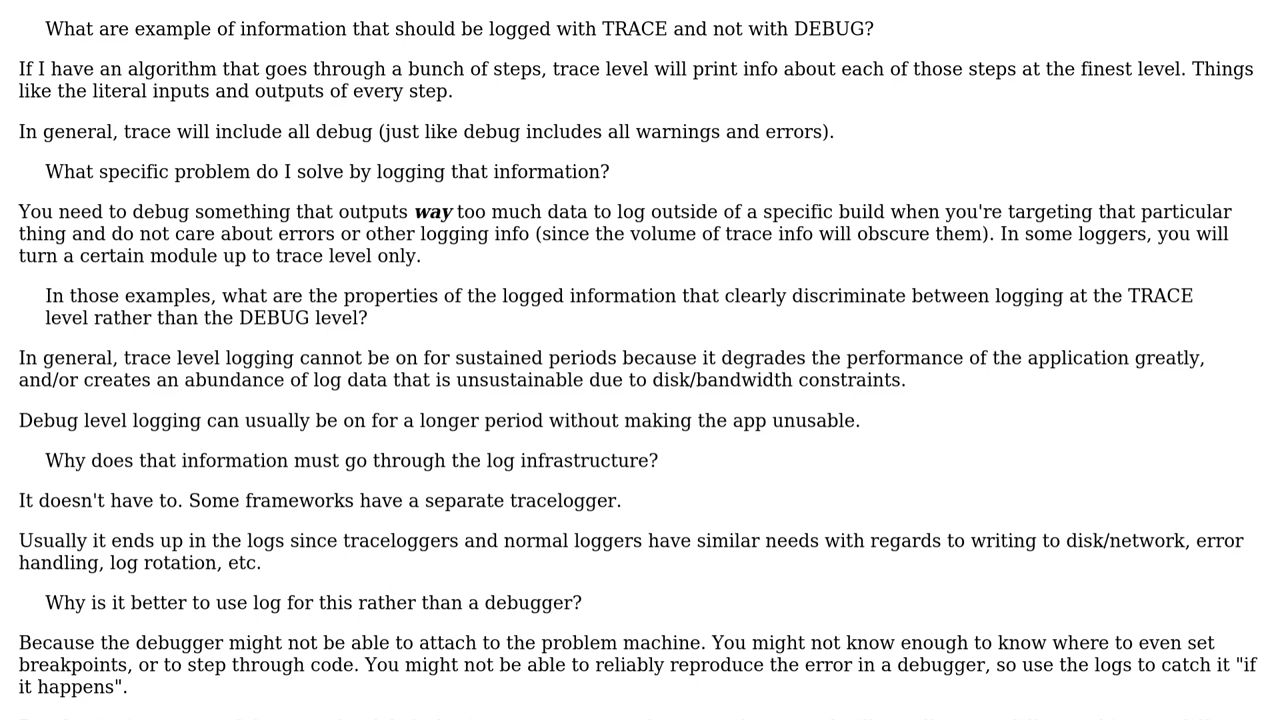 What are example of information that should be logged with TRACE and not with DEBUG?
If I have an algorithm that goes through a bunch of steps, trace level will print info about each of those steps at the finest level. Things
like the literal inputs and outputs of every step.
In general, trace will include all debug (just like debug includes all warnings and errors).
What specific problem do I solve by logging that information?
You need to debug something that outputs way too much data to log outside of a specific build when you're targeting that particular
thing and do not care about errors or other logging info (since the volume of trace info will obscure them). In some loggers, you will
turn a certain module up to trace level only.
In those examples, what are the properties of the logged information that clearly discriminate between logging at the TRACE
level rather than the DEBUG level?
In general, trace level logging cannot be on for sustained periods because it degrades the performance of the application greatly,
and/or creates an abundance of log data that is unsustainable due to disk/bandwidth constraints.
Debug level logging can usually be on for a longer period without making the app unusable.
Why does that information must go through the log infrastructure?
It doesn't have to. Some frameworks have a separate tracelogger.
Usually it ends up in the logs since traceloggers and normal loggers have similar needs with regards to writing to disk/network, error
handling, log rotation, etc.
Why is it better to use log for this rather than a debugger?
Because the debugger might not be able to attach to the problem machine. You might not know enough to know where to even set
breakpoints, or to step through code. You might not be able to reliably reproduce the error in a debugger, so use the logs to catch it "if
it happens".